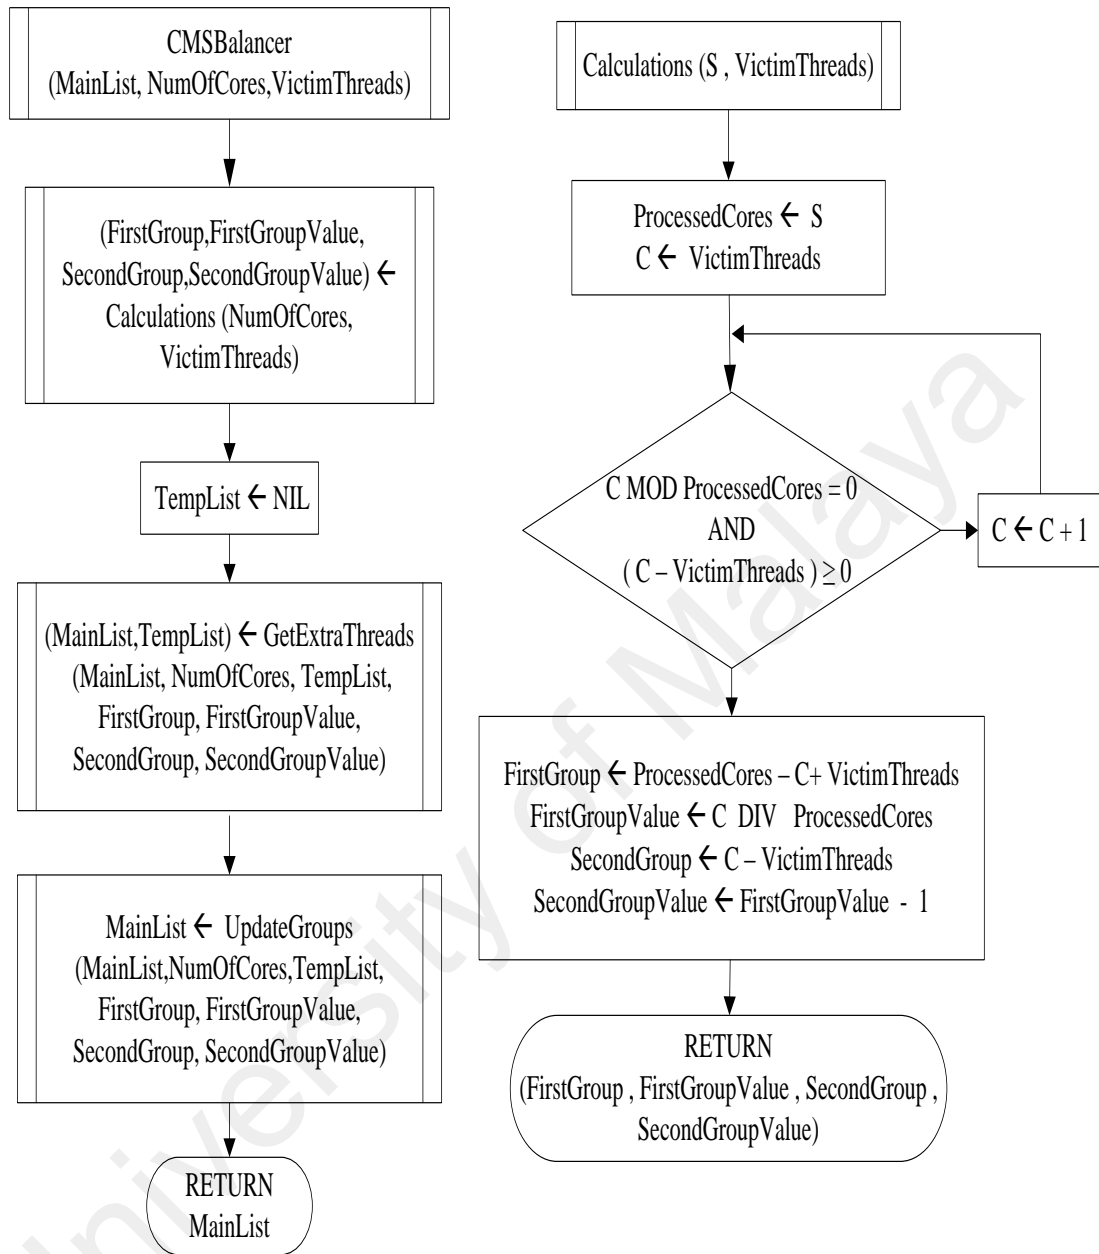 CMSBalancer
(MainList, NumOfCores,VictimThreads)
(FirstGroup,FirstGroupValue,
SecondGroup,SecondGroupValue) ←
Calculations (NumOfCores,
VictimThreads)
TempList ← NIL
(MainList,TempList) ← GetExtraThreads
(MainList, NumOfCores, TempList,
FirstGroup, FirstGroupValue,
SecondGroup, SecondGroupValue)
MainList ← UpdateGroups
(MainList,NumOfCores,TempList,
FirstGroup, FirstGroupValue,
SecondGroup, SecondGroupValue)
RETURN
MainList
Calculations (S , VictimThreads)
ProcessedCores ← S
C ← VictimThreads
C MOD ProcessedCores = 0
AND
( C – VictimThreads ) ≥ 0
C ← C + 1
FirstGroup ← ProcessedCores – C+ VictimThreads
FirstGroupValue ← C DIV ProcessedCores
SecondGroup ← C – VictimThreads
SecondGroupValue ← FirstGroupValue - 1
RETURN
(FirstGroup , FirstGroupValue , SecondGroup ,
SecondGroupValue)
University of Malaya